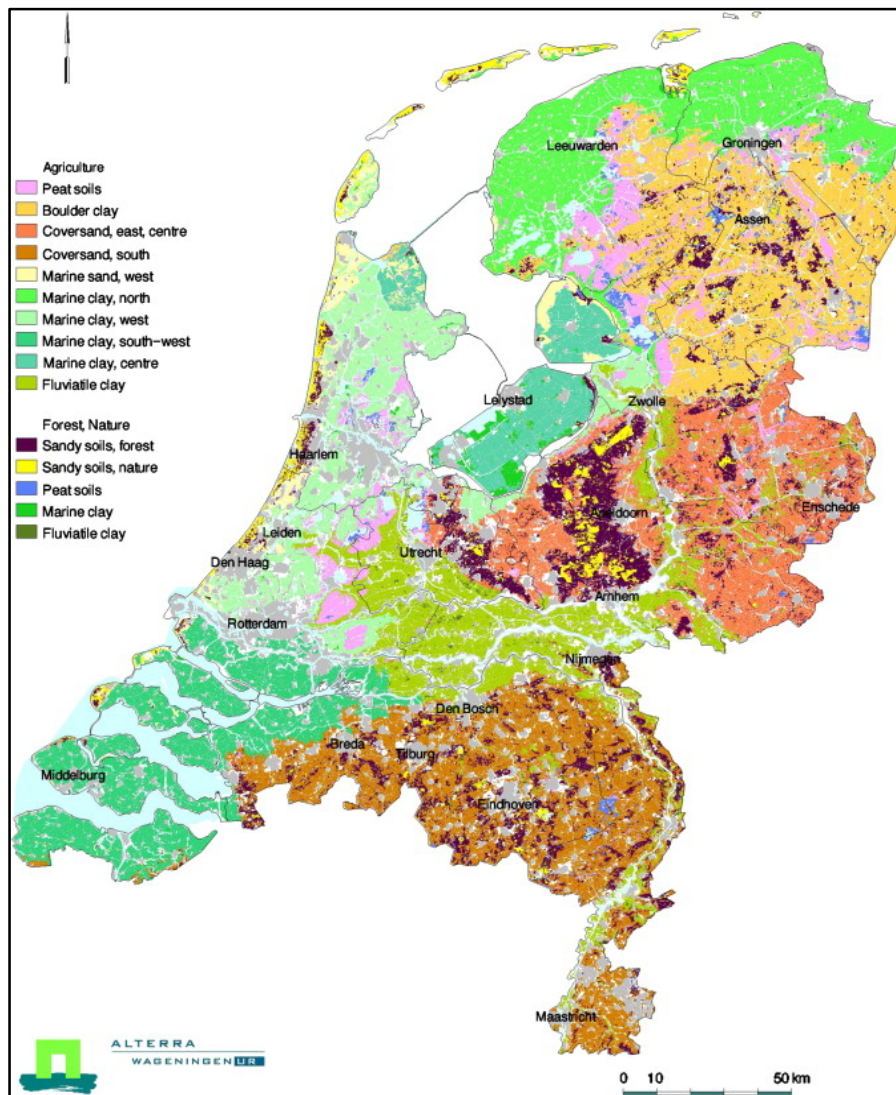 Agriculture
Peat soils
Boulder clay
Coversand, east, centre
Coversand, south
Marine sand, west
Marine clay, north
Marine clay, west
Marine clay, south-west
Marine clay, centre
Fluviatile clay
Forest, Nature
Sandy soils, forest
Sandy soils, nature
Peat soils
Marine clay
Fluviatile clay
Leeuwarden
Groningen
Assen
Lelystad
Zwolle
Haarlem
Apeldoorn
Enschede
Leiden
Utrecht
Den Haag
Arnhem
Rotterdam
Nijmegen
Den Bosch
Breda
Tilburg
Middelburg
Eindhoven
Maastricht
ALTERRA
WAGENINGEN UR
0 10 50 km